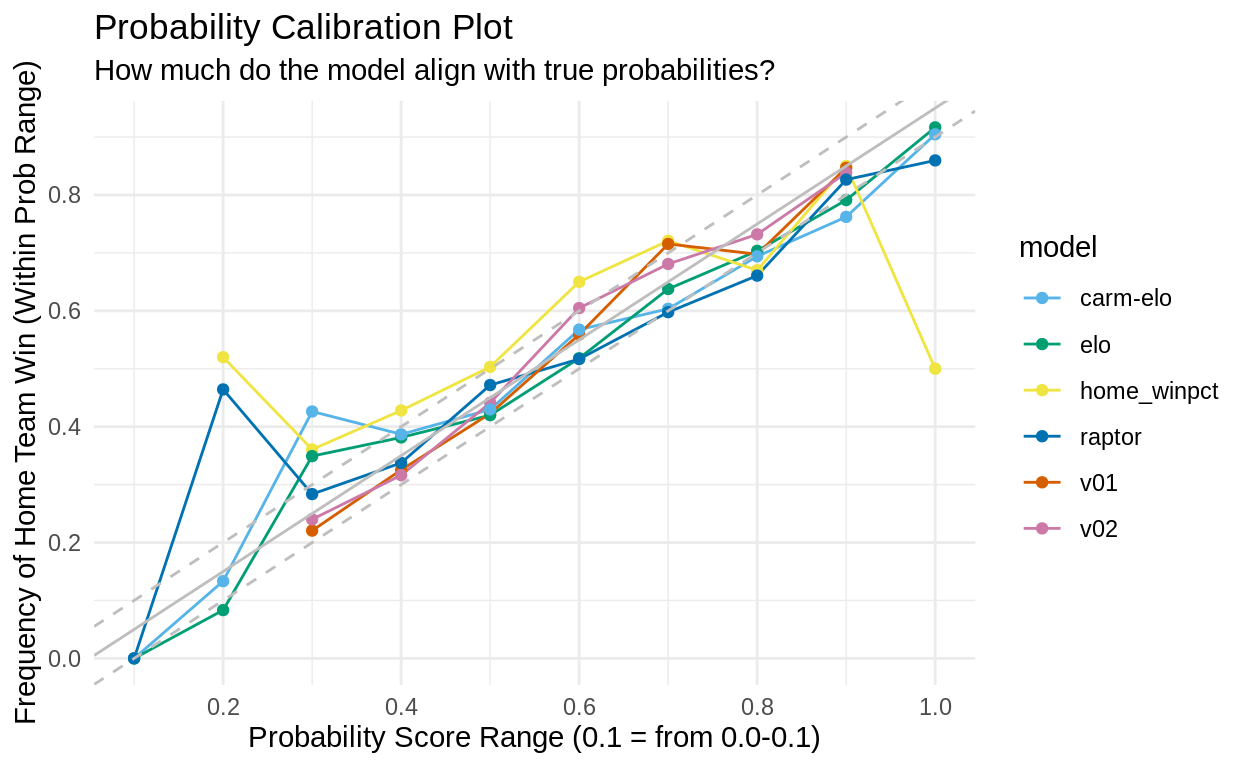 Probability Calibration Plot
How much do the model align with true probabilities?
Frequency of Home Team Win (Within Prob Range)
0.8
0.6
0.4
0.2
0.0
0.2 0.4 0.6 0.8 1.0
Probability Score Range (0.1 = from 0.0-0.1)
model
carm-elo
elo
home_winpct
raptor
v01
v02